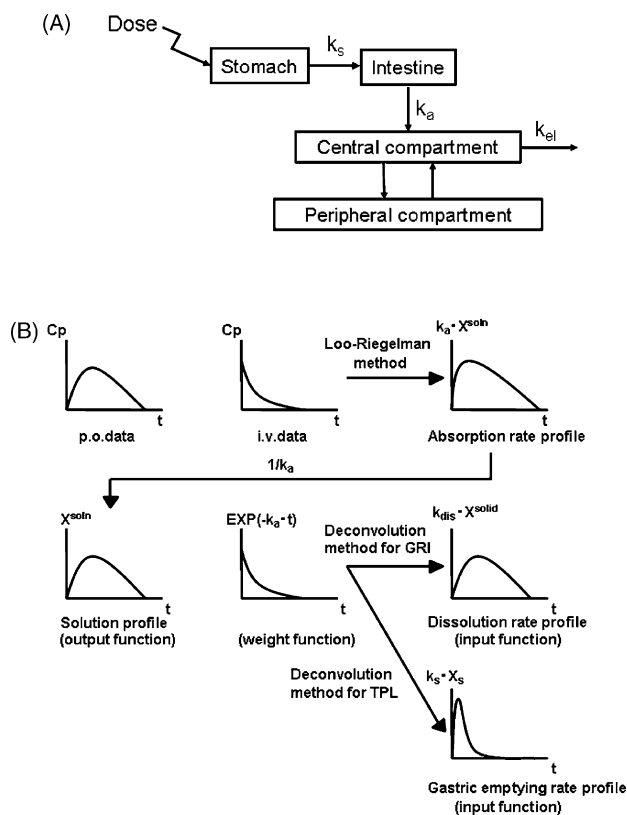 (A)
Dose
ks
Stomach
Intestine
ka
kel
Central compartment
Peripheral compartment
(B)
Cp
t
p.o.data
Cp
t
i.v.data
Loo-Riegelman
method
ka · Xsoln
t
Absorption rate profile
1/ka
Xsoln
t
Solution profile
(output function)
EXP(-ka· t)
t
(weight function)
Deconvolution
method for GRI
kdis · Xsolid
t
Dissolution rate profile
(input function)
Deconvolution
method for TPL
ks · Xs
t
Gastric emptying rate profile
(input function)